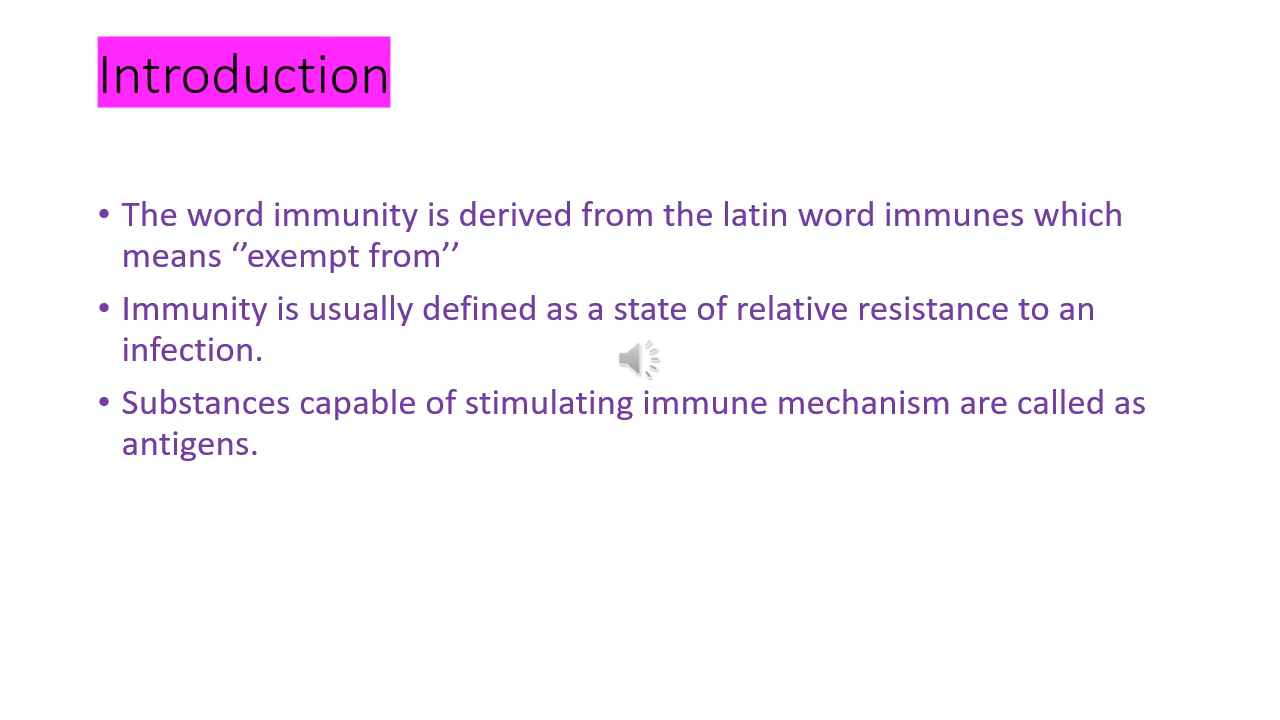 Introduction
• The word immunity is derived from the latin word immunes which
means ‘’exempt from’’
• Immunity is usually defined as a state of relative resistance to an
infection.
• Substances capable of stimulating immune mechanism are called as
antigens.